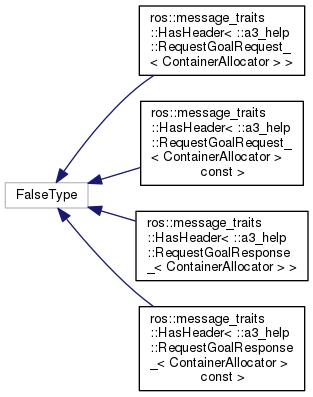 ros::message_traits
::HasHeader< ::a3_help
::RequestGoalRequest_
< ContainerAllocator > >
ros::message_traits
::HasHeader< ::a3_help
::RequestGoalRequest_
< ContainerAllocator >
const >
FalseType
ros::message_traits
::HasHeader< ::a3_help
::RequestGoalResponse
_< ContainerAllocator > >
ros::message_traits
::HasHeader< ::a3_help
::RequestGoalResponse
_< ContainerAllocator >
const >